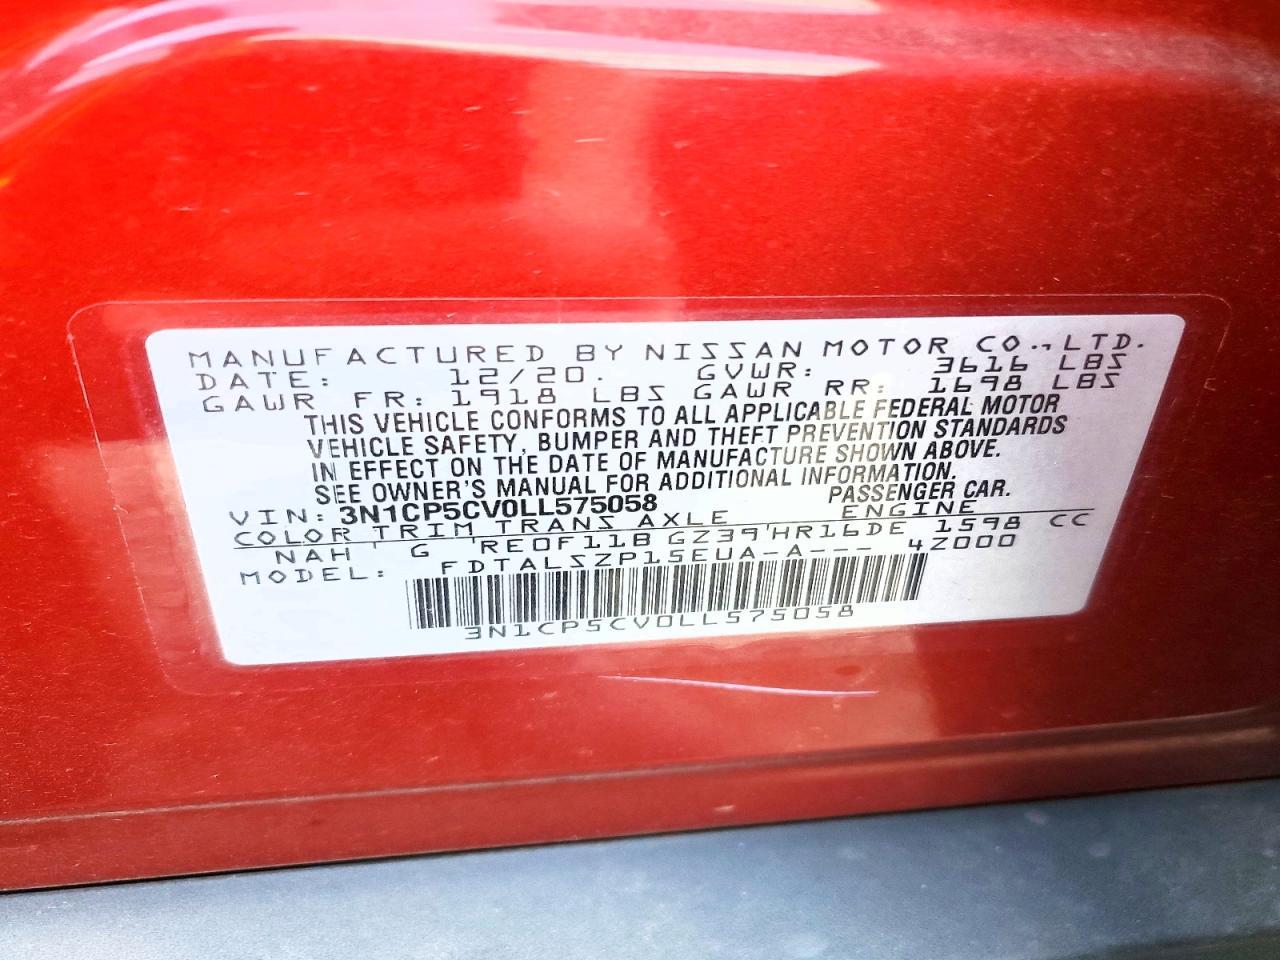 MANUFACTURED BY NISSAN MOTOR CO., LTD.
DATE: 12/20. GVWR: 3616 LBS
GAWR FR: 1918 LBS GAWR RR: 1698 LBS
THIS VEHICLE CONFORMS TO ALL APPLICABLE FEDERAL MOTOR
VEHICLE SAFETY, BUMPER AND THEFT PREVENTION STANDARDS
IN EFFECT ON THE DATE OF MANUFACTURE SHOWN ABOVE.
SEE OWNER'S MANUAL FOR ADDITIONAL INFORMATION.
VIN: 3N1CP5CV0LL575058 PASSENGER CAR.
COLOR TRIM TRANS AXLE ENGINE
NAH ' G 'RE0F11B GZ39'HR16DE 1598 CC
MODEL: FDTALSZP15EUA-A--- 4Z000
3N1CP5CV0LL575058